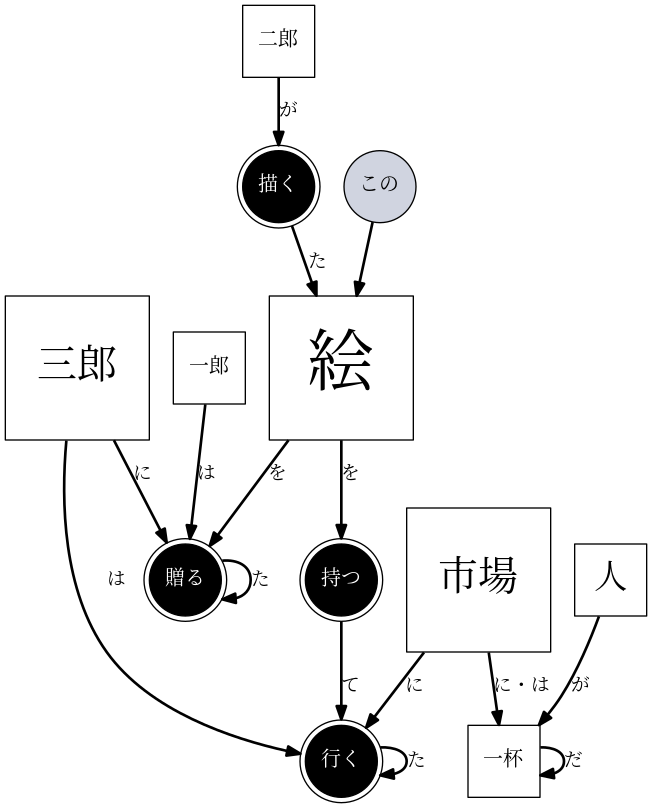 二郎
が
描く
この
た
三郎
一郎
絵
に
は
を
を
は
贈る
た
持つ
市場
人
て
に
に・は
が
行く
た
一杯
だ